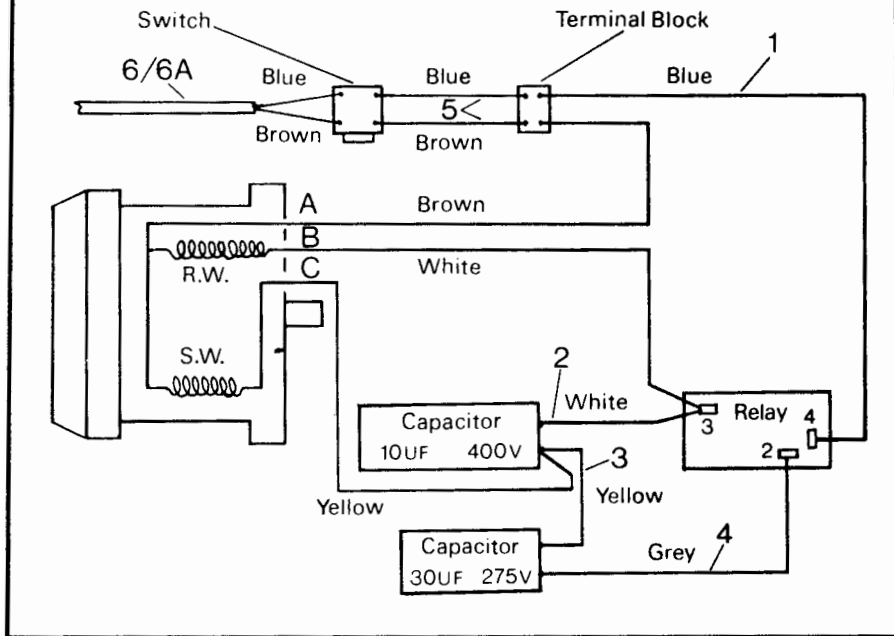 Switch
Terminal Block
1
6/6A
Blue
Blue
Blue
5<
Brown
Brown
A
Brown
B
R.W.
C
White
S.W.
2
White
Capacitor
10UF 400V
3
Relay
4
2
3
Yellow
Yellow
Capacitor
30UF 275V
Grey
4